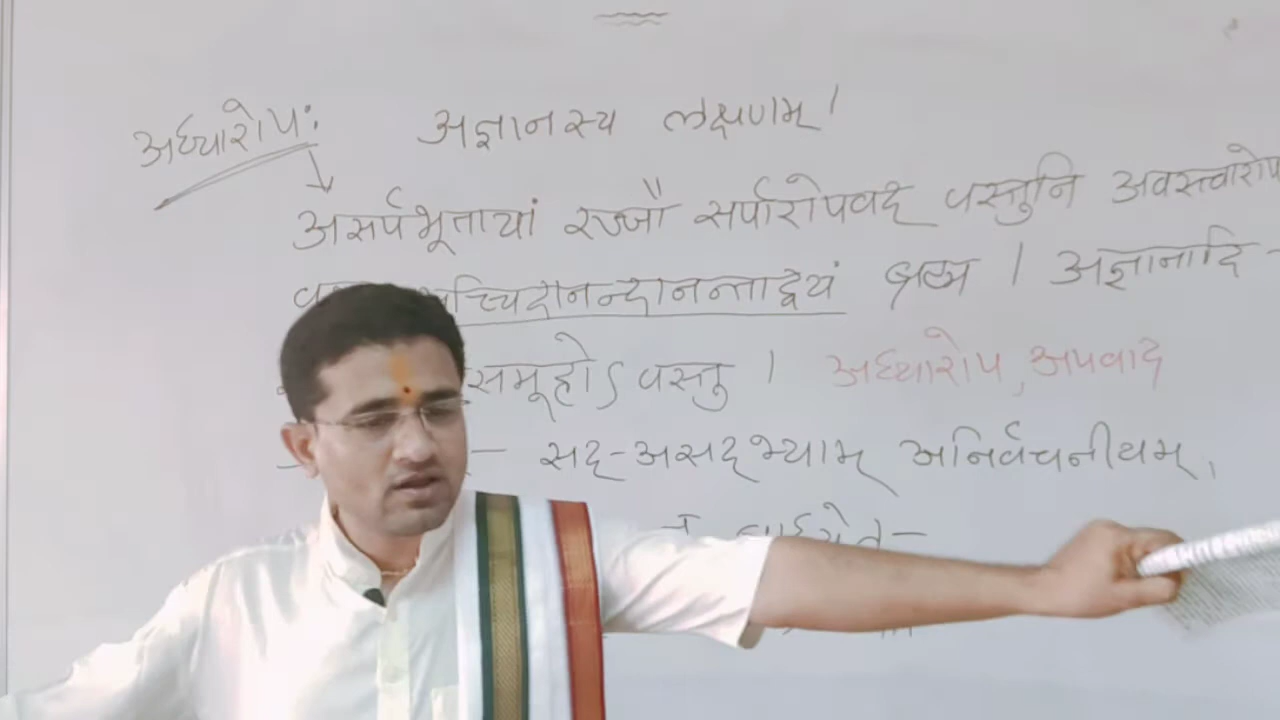 अध्यारोपः अज्ञानस्य लक्षणम् ।
असर्पभूतायां रज्जौ सर्पारोपवद् वस्तुनि अवस्त्वारोप
सच्चिदानन्दानन्ताद्वयं ब्रह्म । अज्ञानादि -
समूहोऽवस्तु । अध्यारोप, अपवाद
— सद्-असद्भ्याम् अनिर्वचनीयम्,